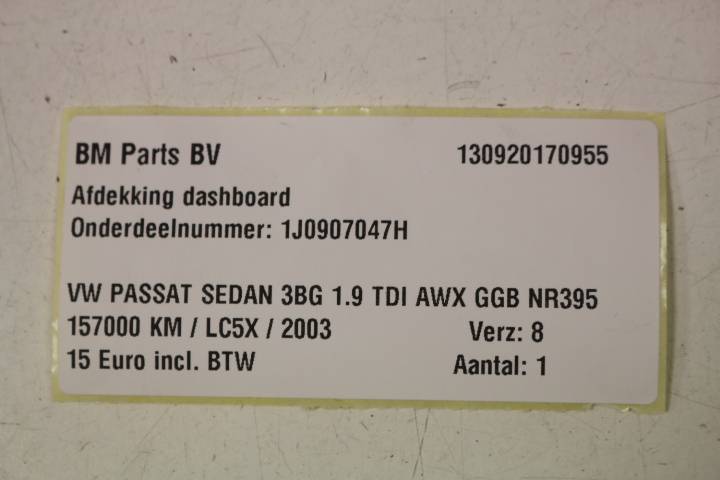 BM Parts BV 130920170955
Afdekking dashboard
Onderdeelnummer: 1J0907047H
VW PASSAT SEDAN 3BG 1.9 TDI AWX GGB NR395
157000 KM / LC5X / 2003 Verz: 8
15 Euro incl. BTW Aantal: 1